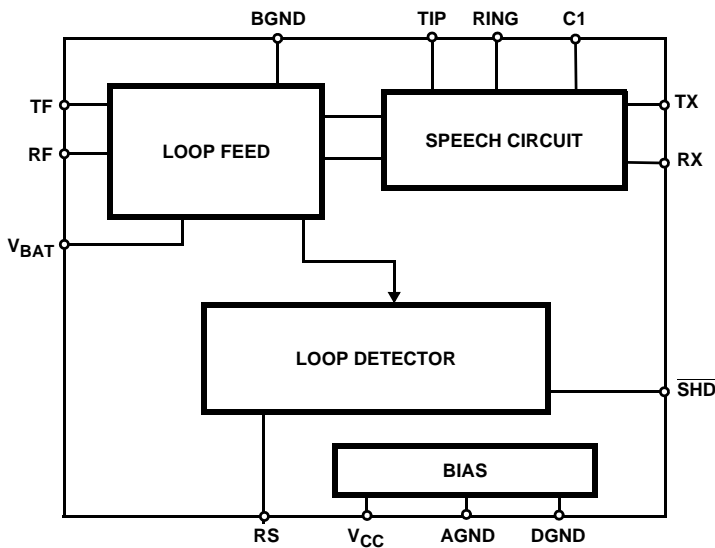 BGND
TIP
RING
C1
TF
TX
LOOP FEED
SPEECH CIRCUIT
RF
RX
VBAT
LOOP DETECTOR
SHD
BIAS
RS
VCC
AGND
DGND